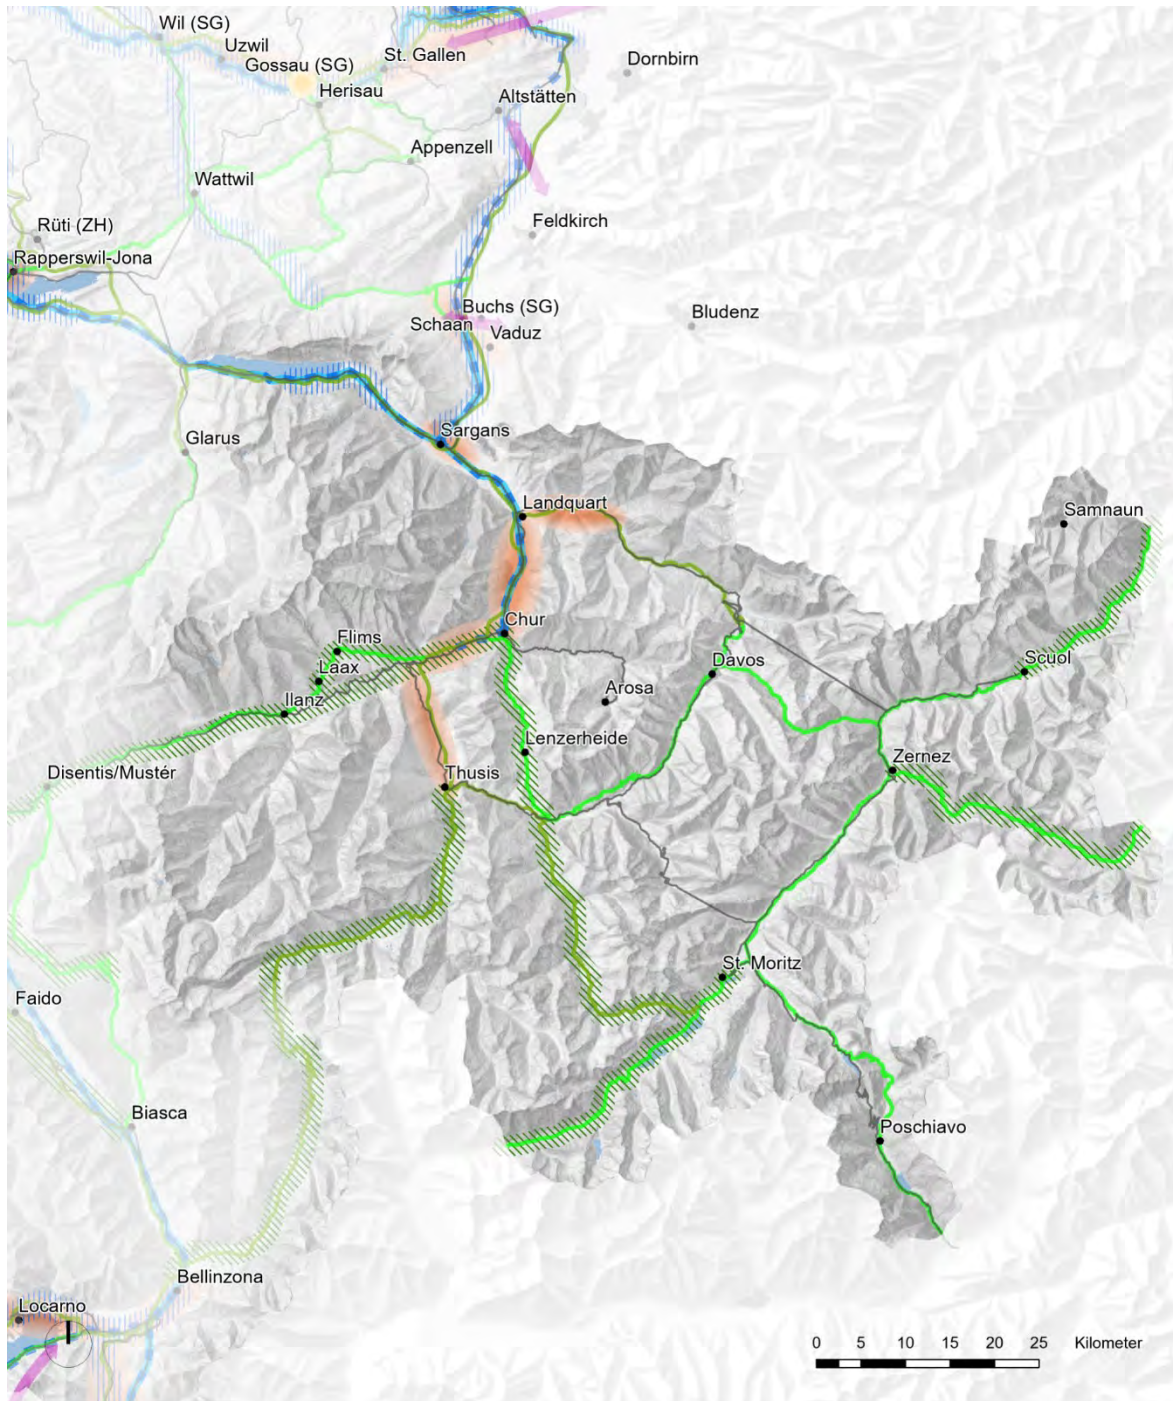 Wil (SG)
Uzwil
Gossau (SG)
St. Gallen
Herisau
Dornbirn
Altstätten
Appenzell
Wattwil
Rüti (ZH)
Feldkirch
Rapperswil-Jona
Buchs (SG)
Schaan
Vaduz
Bludenz
Glarus
Sargans
Landquart
Samnaun
Chur
Flims
Laax
Ilanz
Davos
Scuol
Arosa
Lenzerheide
Zernez
Disentis/Mustér
Thusis
St. Moritz
Faido
Biasca
Poschiavo
Bellinzona
Locarno
0 5 10 15 20 25 Kilometer